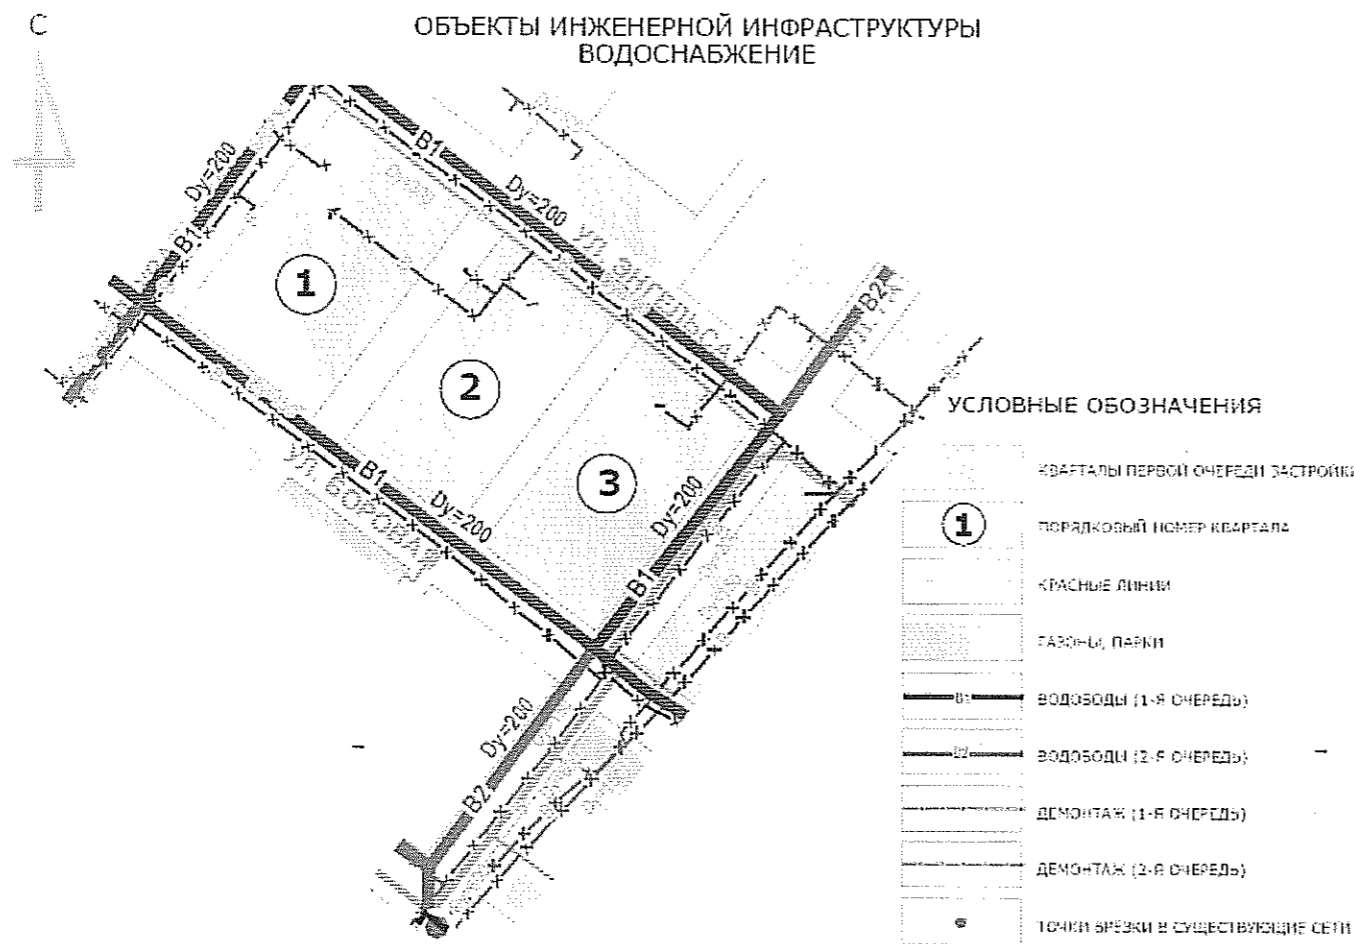 С
ОБЪЕКТЫ ИНЖЕНЕРНОЙ ИНФРАСТРУКТУРЫ
ВОДОСНАБЖЕНИЕ
В1
Dy=200
Dy=200
В1
УЛ. ЭНГЕЛЬСА
1
В2
2
УСЛОВНЫЕ ОБОЗНАЧЕНИЯ
КВАРТАЛЫ ПЕРВОЙ ОЧЕРЕДИ ЗАСТРОЙКИ
В1
УЛ. БОРОВАЯ
3
Dy=200
Dy=200
1
ПОРЯДКОВЫЙ НОМЕР КВАРТАЛА
В1
КРАСНЫЕ ЛИНИИ
ГАЗОНЫ, ПАРКИ
В1
ВОДОВОДЫ (1-Я ОЧЕРЕДЬ)
Dy=200
В2
В2
ВОДОВОДЫ (2-Я ОЧЕРЕДЬ)
ДЕМОНТАЖ (1-Я ОЧЕРЕДЬ)
ДЕМОНТАЖ (2-Я ОЧЕРЕДЬ)
ТОЧКИ ВРЕЗКИ В СУЩЕСТВУЮЩИЕ СЕТИ